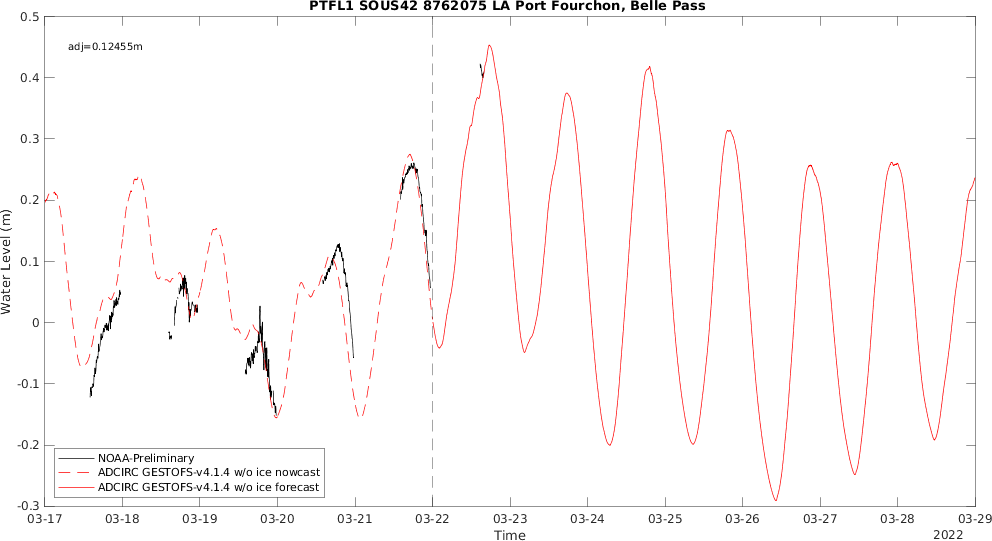 PTFL1 SOUS42 8762075 LA Port Fourchon, Belle Pass
adj=0.12455m
0.5
0.4
0.3
0.2
0.1
0
-0.1
-0.2
-0.3
Water Level (m)
NOAA-Preliminary
ADCIRC GESTOFS-v4.1.4 w/o ice nowcast
ADCIRC GESTOFS-v4.1.4 w/o ice forecast
03-17 03-18 03-19 03-20 03-21 03-22 03-23 03-24 03-25 03-26 03-27 03-28 03-29
Time
2022